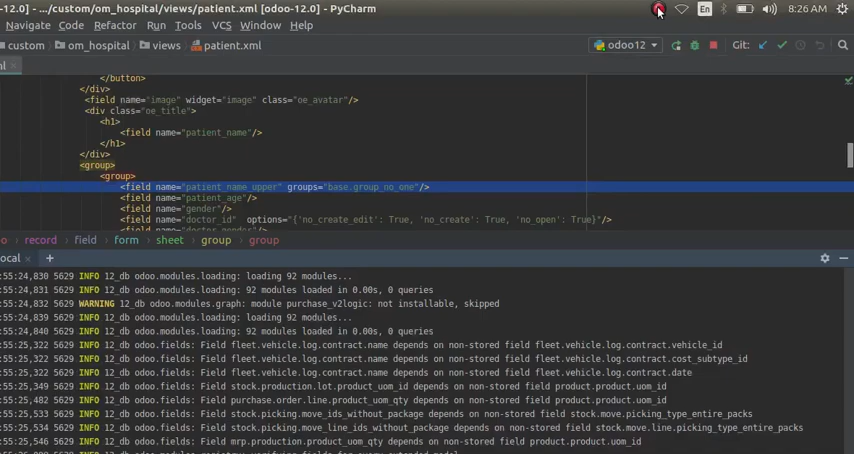 -12.0] - .../custom/om_hospital/views/patient.xml [odoo-12.0] - PyCharm
En
8:26 AM
Navigate Code Refactor Run Tools VCS Window Help
custom om_hospital views patient.xml
odoo12
Git:
ml
</button>
</div>
<field name="image" widget="image" class="oe_avatar"/>
<div class="oe_title">
<h1>
<field name="patient_name"/>
</h1>
</div>
<group>
<group>
<field name="patient_name_upper" groups="base.group_no_one"/>
<field name="patient_age"/>
<field name="gender"/>
<field name="doctor_id" options="{'no_create_edit': True, 'no_create': True, 'no_open': True}"/>
<field name="doctor_gender"/>
o record field form sheet group group
ocal × +
:55:24,830 5629 INFO 12_db odoo.modules.loading: loading 92 modules...
:55:24,831 5629 INFO 12_db odoo.modules.loading: 92 modules loaded in 0.00s, 0 queries
:55:24,832 5629 WARNING 12_db odoo.modules.graph: module purchase_v2logic: not installable, skipped
:55:24,839 5629 INFO 12_db odoo.modules.loading: loading 92 modules...
:55:24,840 5629 INFO 12_db odoo.modules.loading: 92 modules loaded in 0.00s, 0 queries
:55:25,322 5629 INFO 12_db odoo.fields: Field fleet.vehicle.log.contract.name depends on non-stored field fleet.vehicle.log.contract.vehicle_id
:55:25,322 5629 INFO 12_db odoo.fields: Field fleet.vehicle.log.contract.name depends on non-stored field fleet.vehicle.log.contract.cost_subtype_id
:55:25,322 5629 INFO 12_db odoo.fields: Field fleet.vehicle.log.contract.name depends on non-stored field fleet.vehicle.log.contract.date
:55:25,349 5629 INFO 12_db odoo.fields: Field stock.production.lot.product_uom_id depends on non-stored field product.product.uom_id
:55:25,482 5629 INFO 12_db odoo.fields: Field purchase.order.line.product_uom_qty depends on non-stored field product.product.uom_id
:55:25,533 5629 INFO 12_db odoo.fields: Field stock.picking.move_ids_without_package depends on non-stored field stock.move.picking_type_entire_packs
:55:25,534 5629 INFO 12_db odoo.fields: Field stock.picking.move_line_ids_without_package depends on non-stored field stock.move.line.picking_type_entire_packs
:55:25,546 5629 INFO 12_db odoo.fields: Field mrp.production.product_uom_qty depends on non-stored field product.product.uom_id